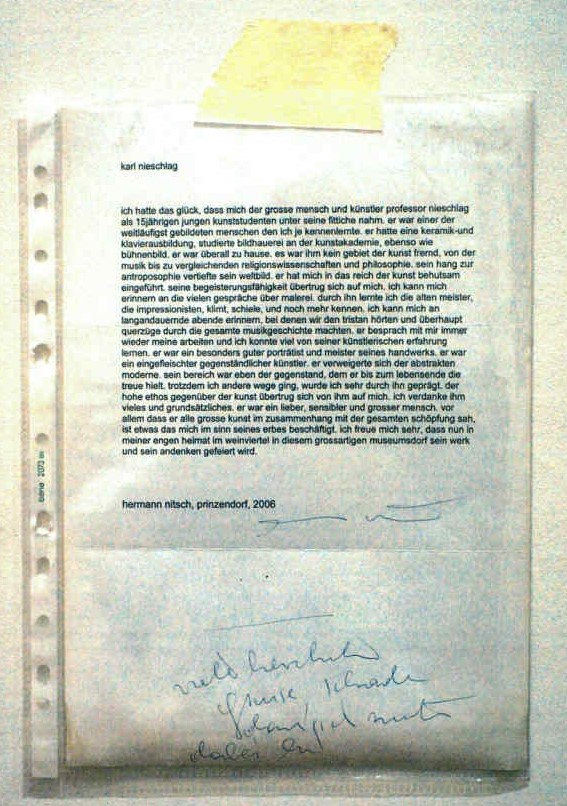 karl nieschlag
ich hatte das glück, dass mich der grosse mensch und künstler professor nieschlag
als 15jährigen jungen kunststudenten unter seine fittiche nahm. er war einer der
weitläufigst gebildeten menschen den ich je kennenlernte. er hatte eine keramik-und
klavierausbildung, studierte bildhauerei an der kunstakademie, ebenso wie
bühnenbild. er war überall zu hause. es war ihm kein gebiet der kunst fremd, von der
musik bis zu vergleichenden religionswissenschaften und philosophie. sein hang zur
antroposophie vertiefte sein weltbild. er hat mich in das reich der kunst behutsam
eingeführt. seine begeisterungsfähigkeit übertrug sich auf mich. ich kann mich
erinnern an die vielen gespräche über malerei. durch ihn lernte ich die alten meister,
die impressionisten, klimt, schiele, und noch mehr kennen. ich kann mich an
langandauernde abende erinnern, bei denen wir den tristan hörten und überhaupt
querzüge durch die gesamte musikgeschichte machten. er besprach mit mir immer
wieder meine arbeiten und ich konnte viel von seiner künstlerischen erfahrung
lernen. er war ein besonders guter porträtist und meister seines handwerks. er war
ein eingefleischter gegenständlicher künstler. er verweigerte sich der abstrakten
moderne. sein bereich war eben der gegenstand, dem er bis zum lebensende die
treue hielt. trotzdem ich andere wege ging, wurde ich sehr durch ihn geprägt. der
hohe ethos gegenüber der kunst übertrug sich von ihm auf mich. ich verdanke ihm
vieles und grundsätzliches. er war ein lieber, sensibler und grosser mensch. vor
allem dass er alle grosse kunst im zusammenhang mit der gesamten schöpfung sah,
ist etwas das mich im sinn seines erbes beschäftigt. ich freue mich sehr, dass nun in
meiner engen heimat im weinviertel in diesem grossartigen museumsdorf sein werk
und sein andenken gefeiert wird.
hermann nitsch, prinzendorf, 2006